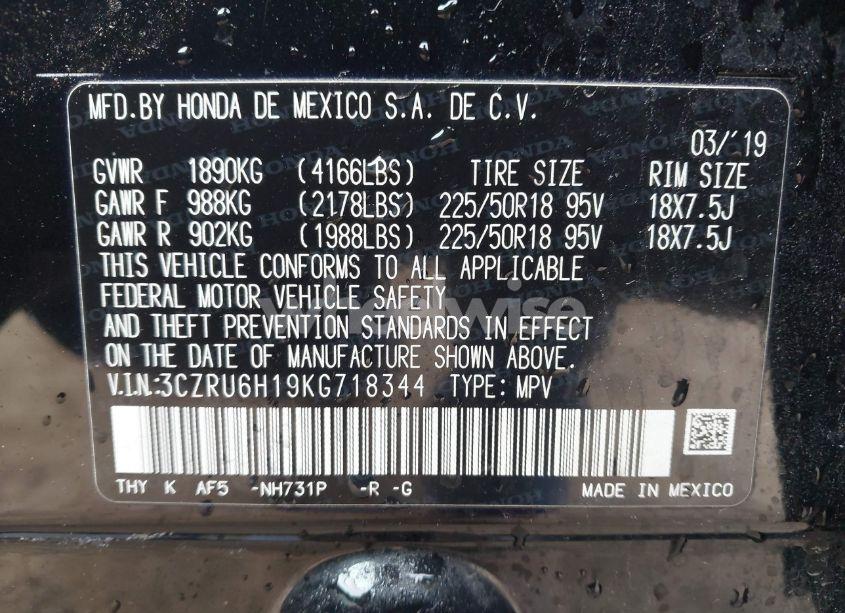 MFD.BY HONDA DE MEXICO S.A. DE C.V.
03/'19
GVWR 1890KG (4166LBS) TIRE SIZE RIM SIZE
GAWR F 988KG (2178LBS) 225/50R18 95V 18X7.5J
GAWR R 902KG (1988LBS) 225/50R18 95V 18X7.5J
THIS VEHICLE CONFORMS TO ALL APPLICABLE
FEDERAL MOTOR VEHICLE SAFETY
AND THEFT PREVENTION STANDARDS IN EFFECT
ON THE DATE OF MANUFACTURE SHOWN ABOVE.
V.I.N:3CZRU6H19KG718344 TYPE: MPV
THY K AF5 -NH731P -R -G MADE IN MEXICO